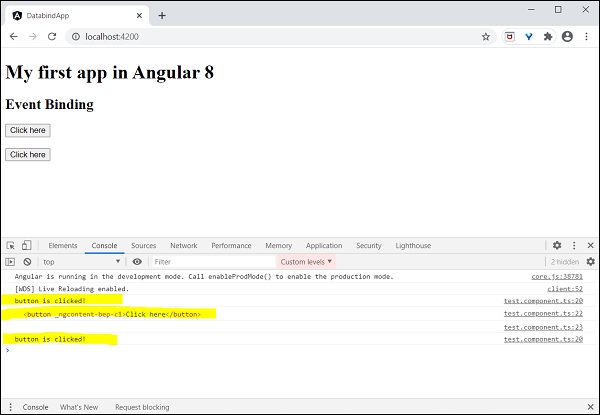 DatabindApp
localhost:4200
My first app in Angular 8
Event Binding
Click here
Click here
Elements Console Sources Network Performance Memory Application Security Lighthouse
top Filter Custom levels 2 hidden
Angular is running in the development mode. Call enableProdMode() to enable the production mode. core.js:38781
[WDS] Live Reloading enabled. client:52
button is clicked! test.component.ts:20
<button _ngcontent-bep-c1>Click here</button> test.component.ts:22
test.component.ts:23
button is clicked! test.component.ts:20
Console What's New Request blocking